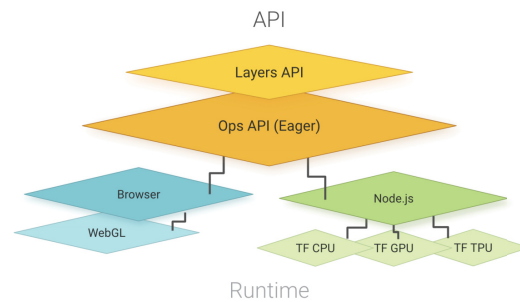 API
Layers API
Ops API (Eager)
Browser
Node.js
WebGL
TF CPU
TF GPU
TF TPU
Runtime